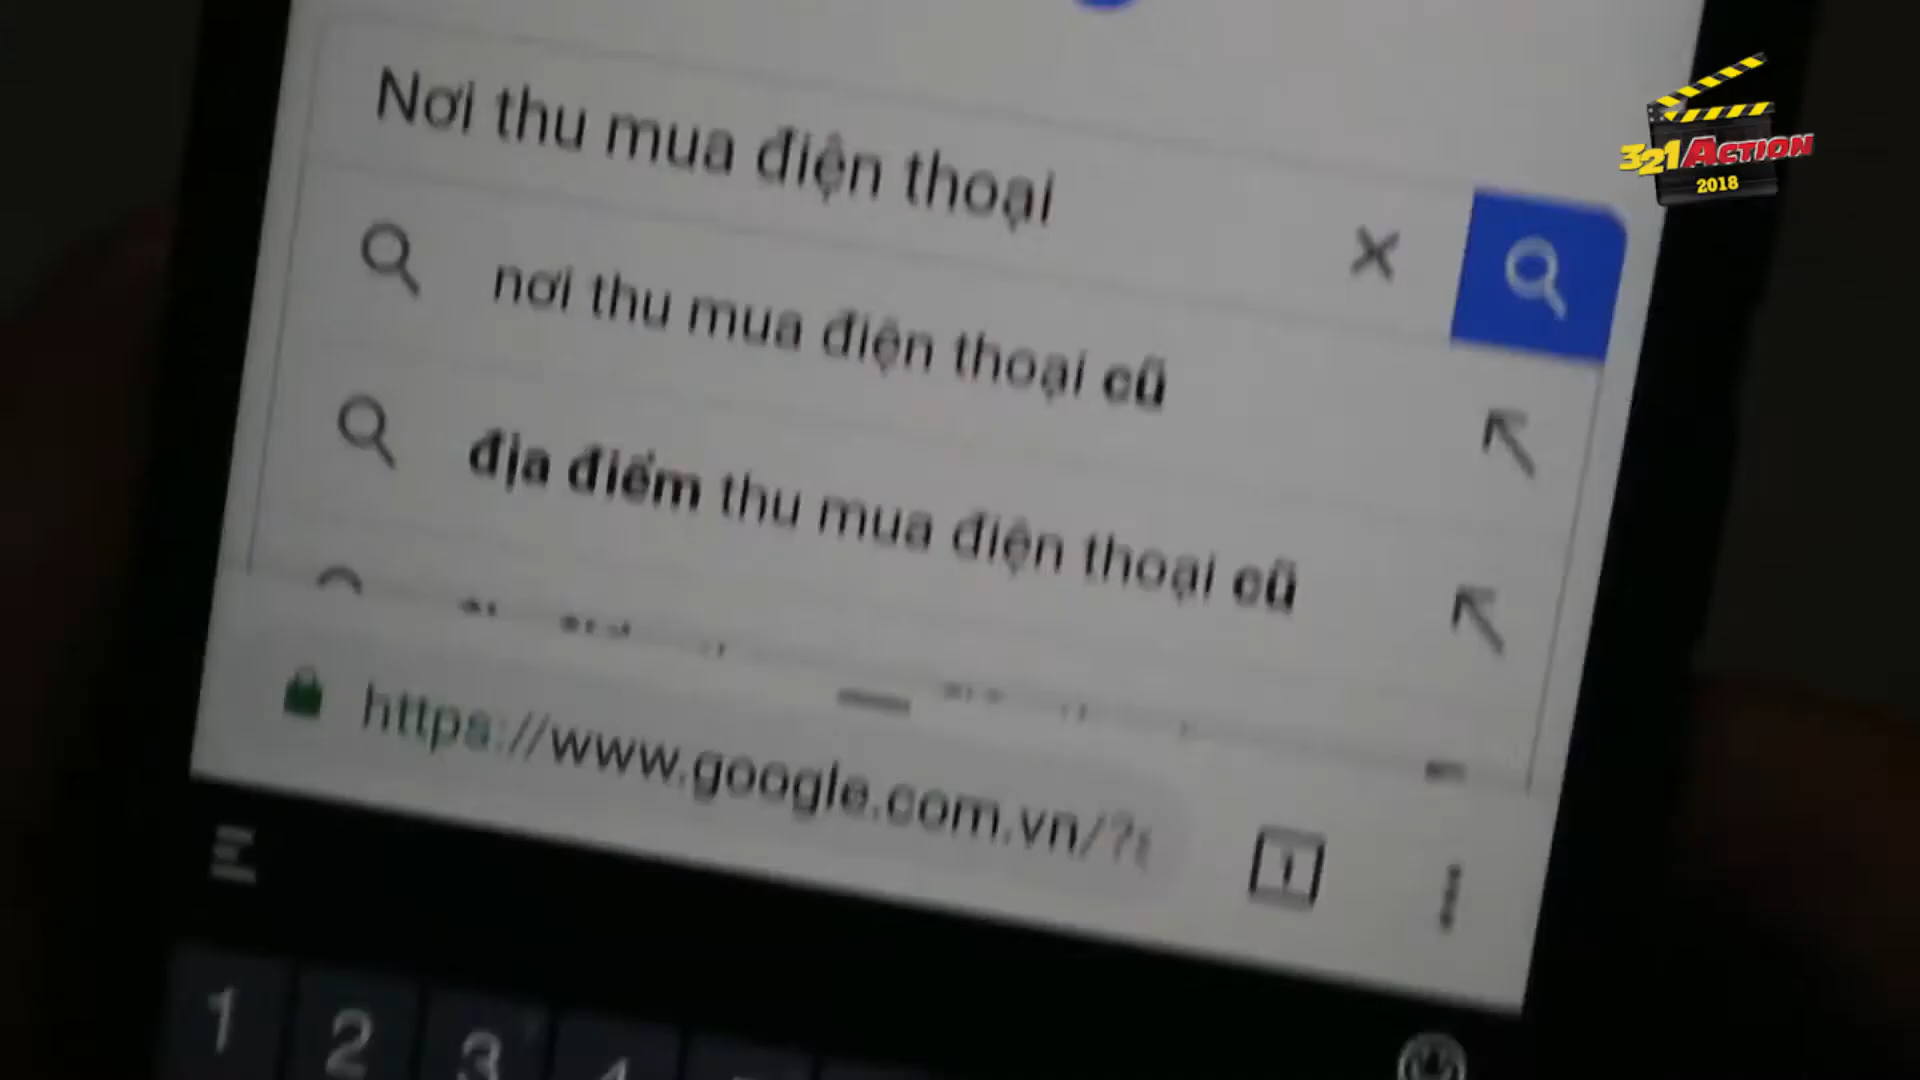 Nơi thu mua điện thoại
nơi thu mua điện thoại cũ
địa điểm thu mua điện thoại cũ
https://www.google.com.vn/?
1 2 3
321 ACTION
2018